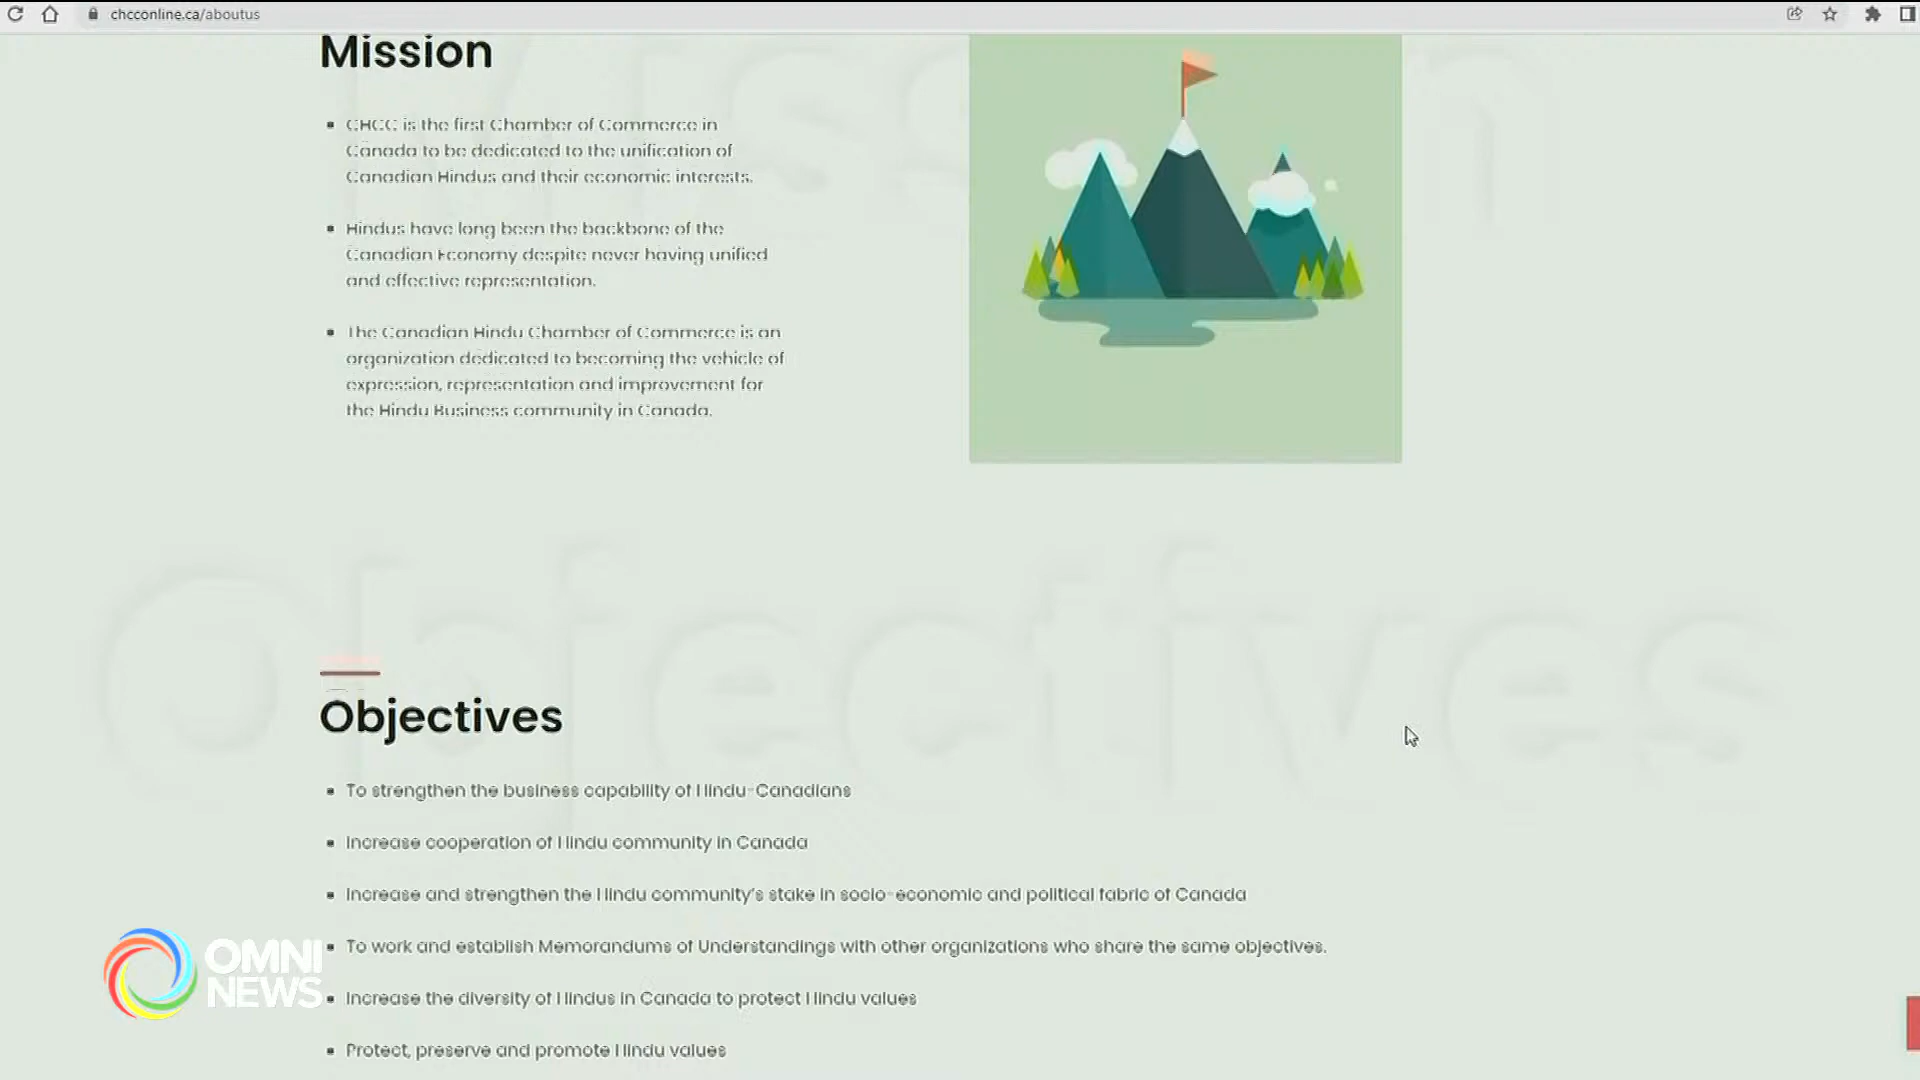 chcconline.ca/aboutus
Mission
CHCC is the first Chamber of Commerce in
Canada to be dedicated to the unification of
Canadian Hindus and their economic interests.
Hindus have long been the backbone of the
Canadian Economy despite never having unified
and effective representation.
The Canadian Hindu Chamber of Commerce is an
organization dedicated to becoming the vehicle of
expression, representation and improvement for
the Hindu Business community in Canada.
Objectives
To strengthen the business capability of Hindu-Canadians
Increase cooperation of Hindu community in Canada
Increase and strengthen the Hindu community's stake in socio-economic and political fabric of Canada
To work and establish Memorandums of Understandings with other organizations who share the same objectives.
Increase the diversity of Hindus in Canada to protect Hindu values
Protect, preserve and promote Hindu values
OMNI
NEWS